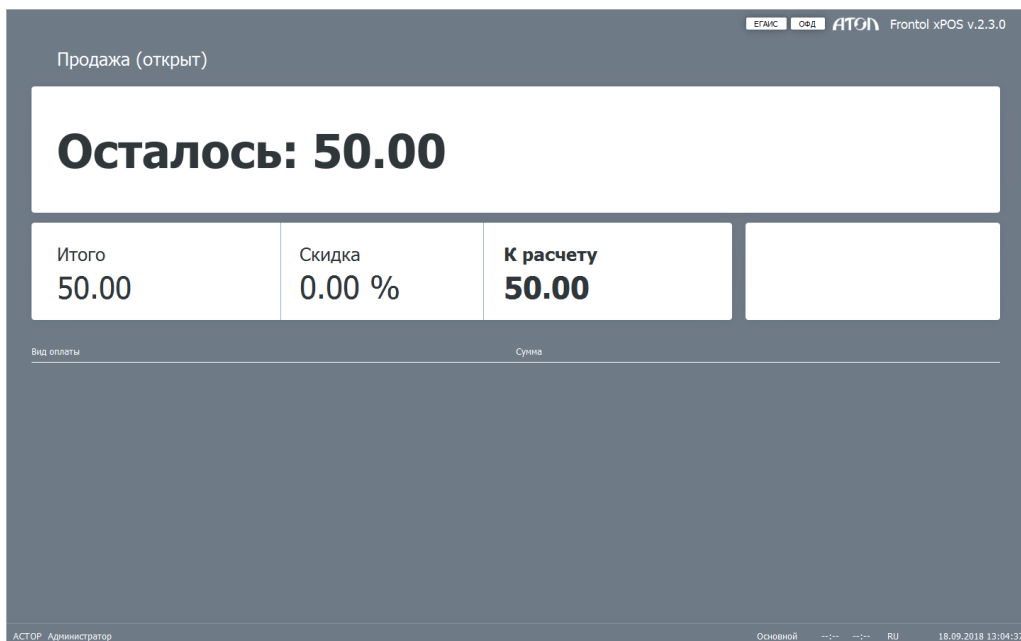 ЕГАИС ОФД АТОЛ Frontol xPOS v.2.3.0
Продажа (открыт)
Осталось: 50.00
Итого Скидка К расчету
50.00 0.00 % 50.00
Вид оплаты Сумма
АСТОР Администратор Основной --:-- --:-- RU 18.09.2018 13:04:37